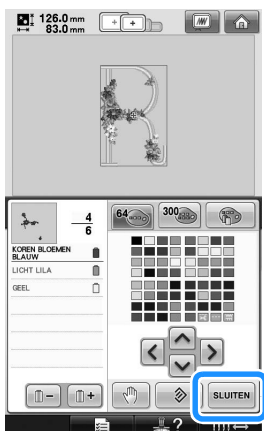 126.0 mm
83.0 mm
4
6
64
300
KOREN BLOEMEN
BLAUW
LICHT LILA
GEEL
SLUITEN
?